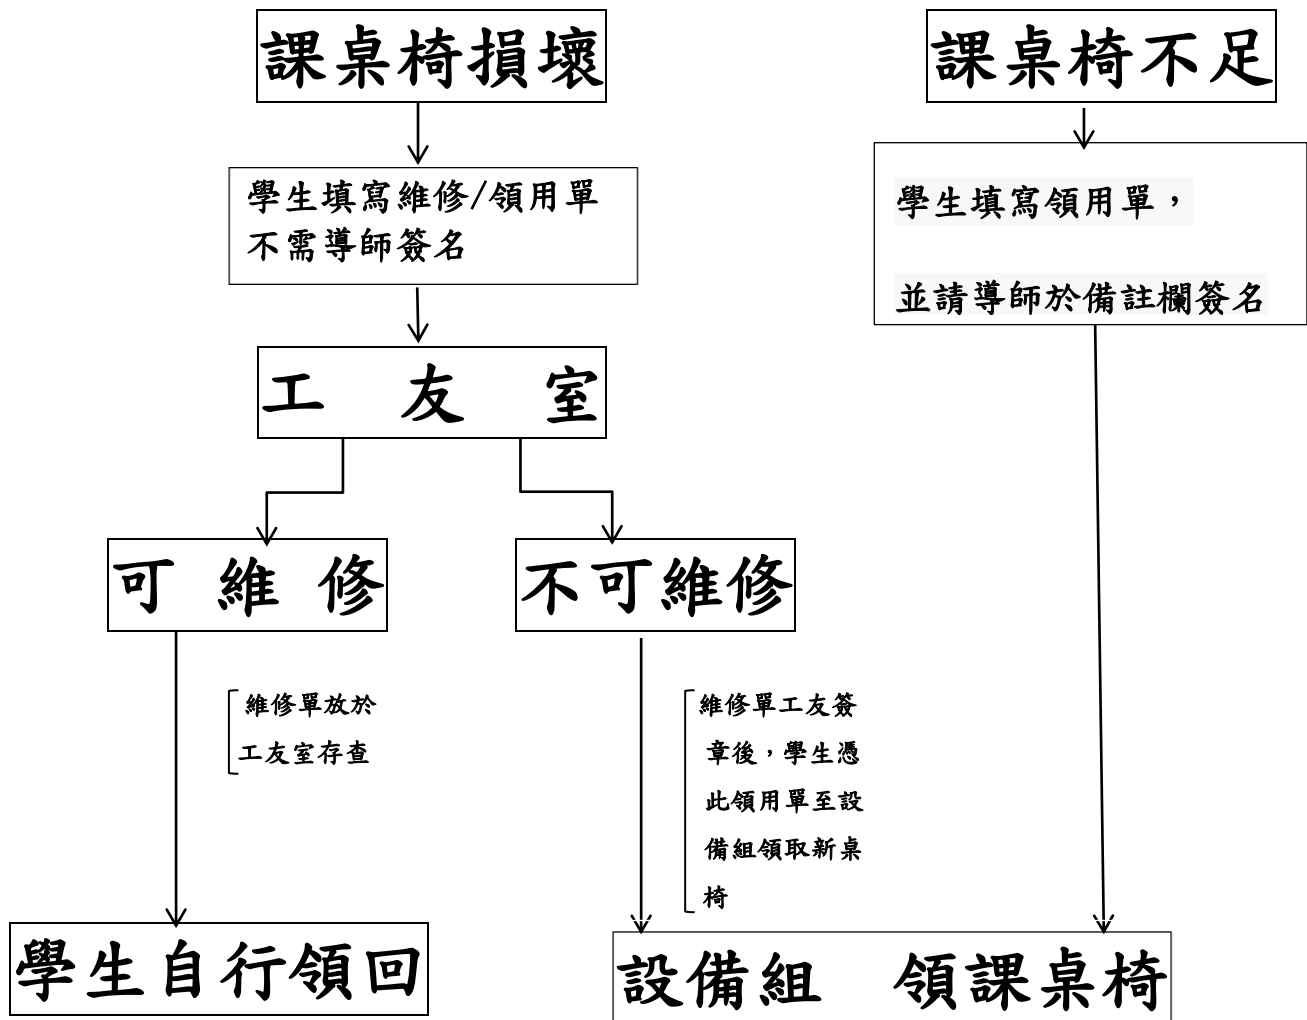 課桌椅損壞
課桌椅不足
學生填寫維修/領用單
不需導師簽名
學生填寫領用單，
並請導師於備註欄簽名
工 友 室
可 維 修
不可維修
維修單放於
工友室存查
維修單工友簽
章後，學生憑
此領用單至設
備組領取新桌
椅
學生自行領回
設備組 領課桌椅